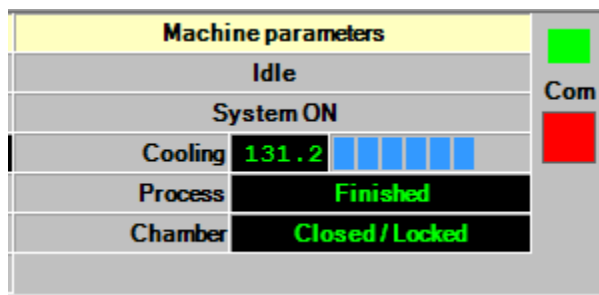 Machine parameters
Idle
Com
System ON
Cooling 131.2
Process Finished
Chamber Closed / Locked